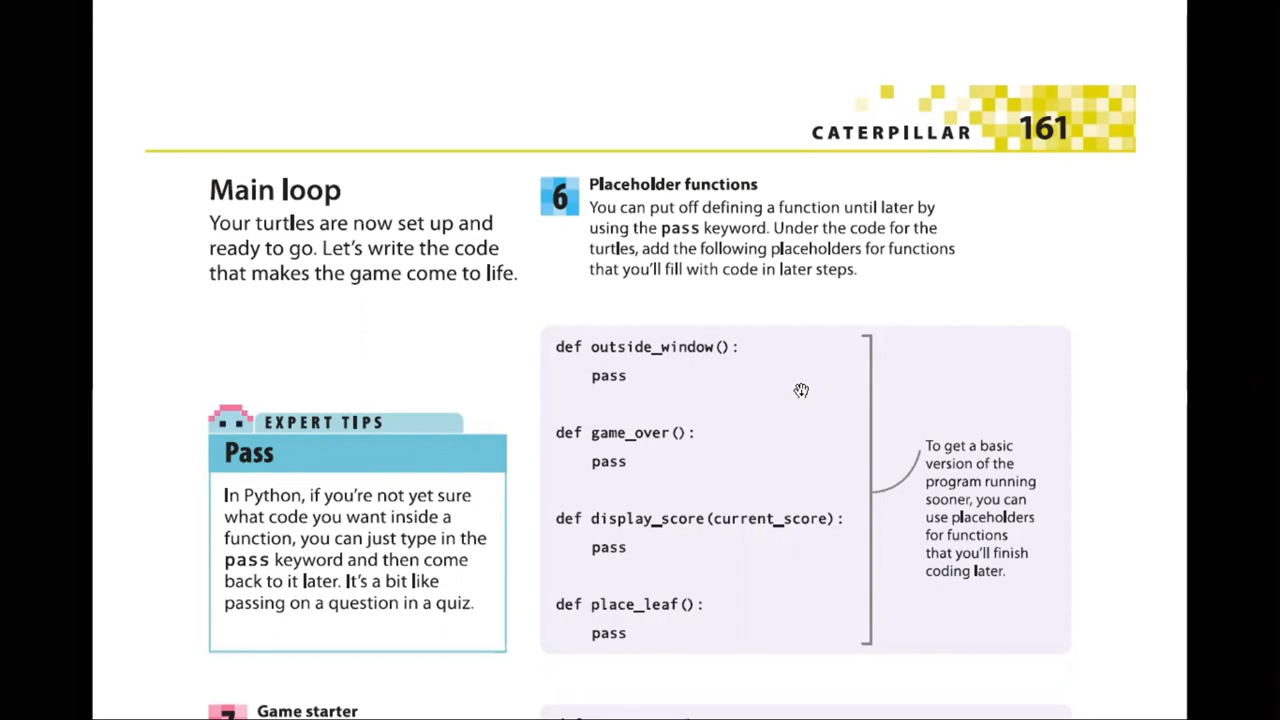 CATERPILLAR 161
Main loop
Your turtles are now set up and
ready to go. Let's write the code
that makes the game come to life.
6 Placeholder functions
You can put off defining a function until later by
using the pass keyword. Under the code for the
turtles, add the following placeholders for functions
that you'll fill with code in later steps.
def outside_window():
pass
def game_over():
pass
def display_score(current_score):
pass
def place_leaf():
pass
To get a basic
version of the
program running
sooner, you can
use placeholders
for functions
that you'll finish
coding later.
EXPERT TIPS
Pass
In Python, if you're not yet sure
what code you want inside a
function, you can just type in the
pass keyword and then come
back to it later. It's a bit like
passing on a question in a quiz.
7 Game starter